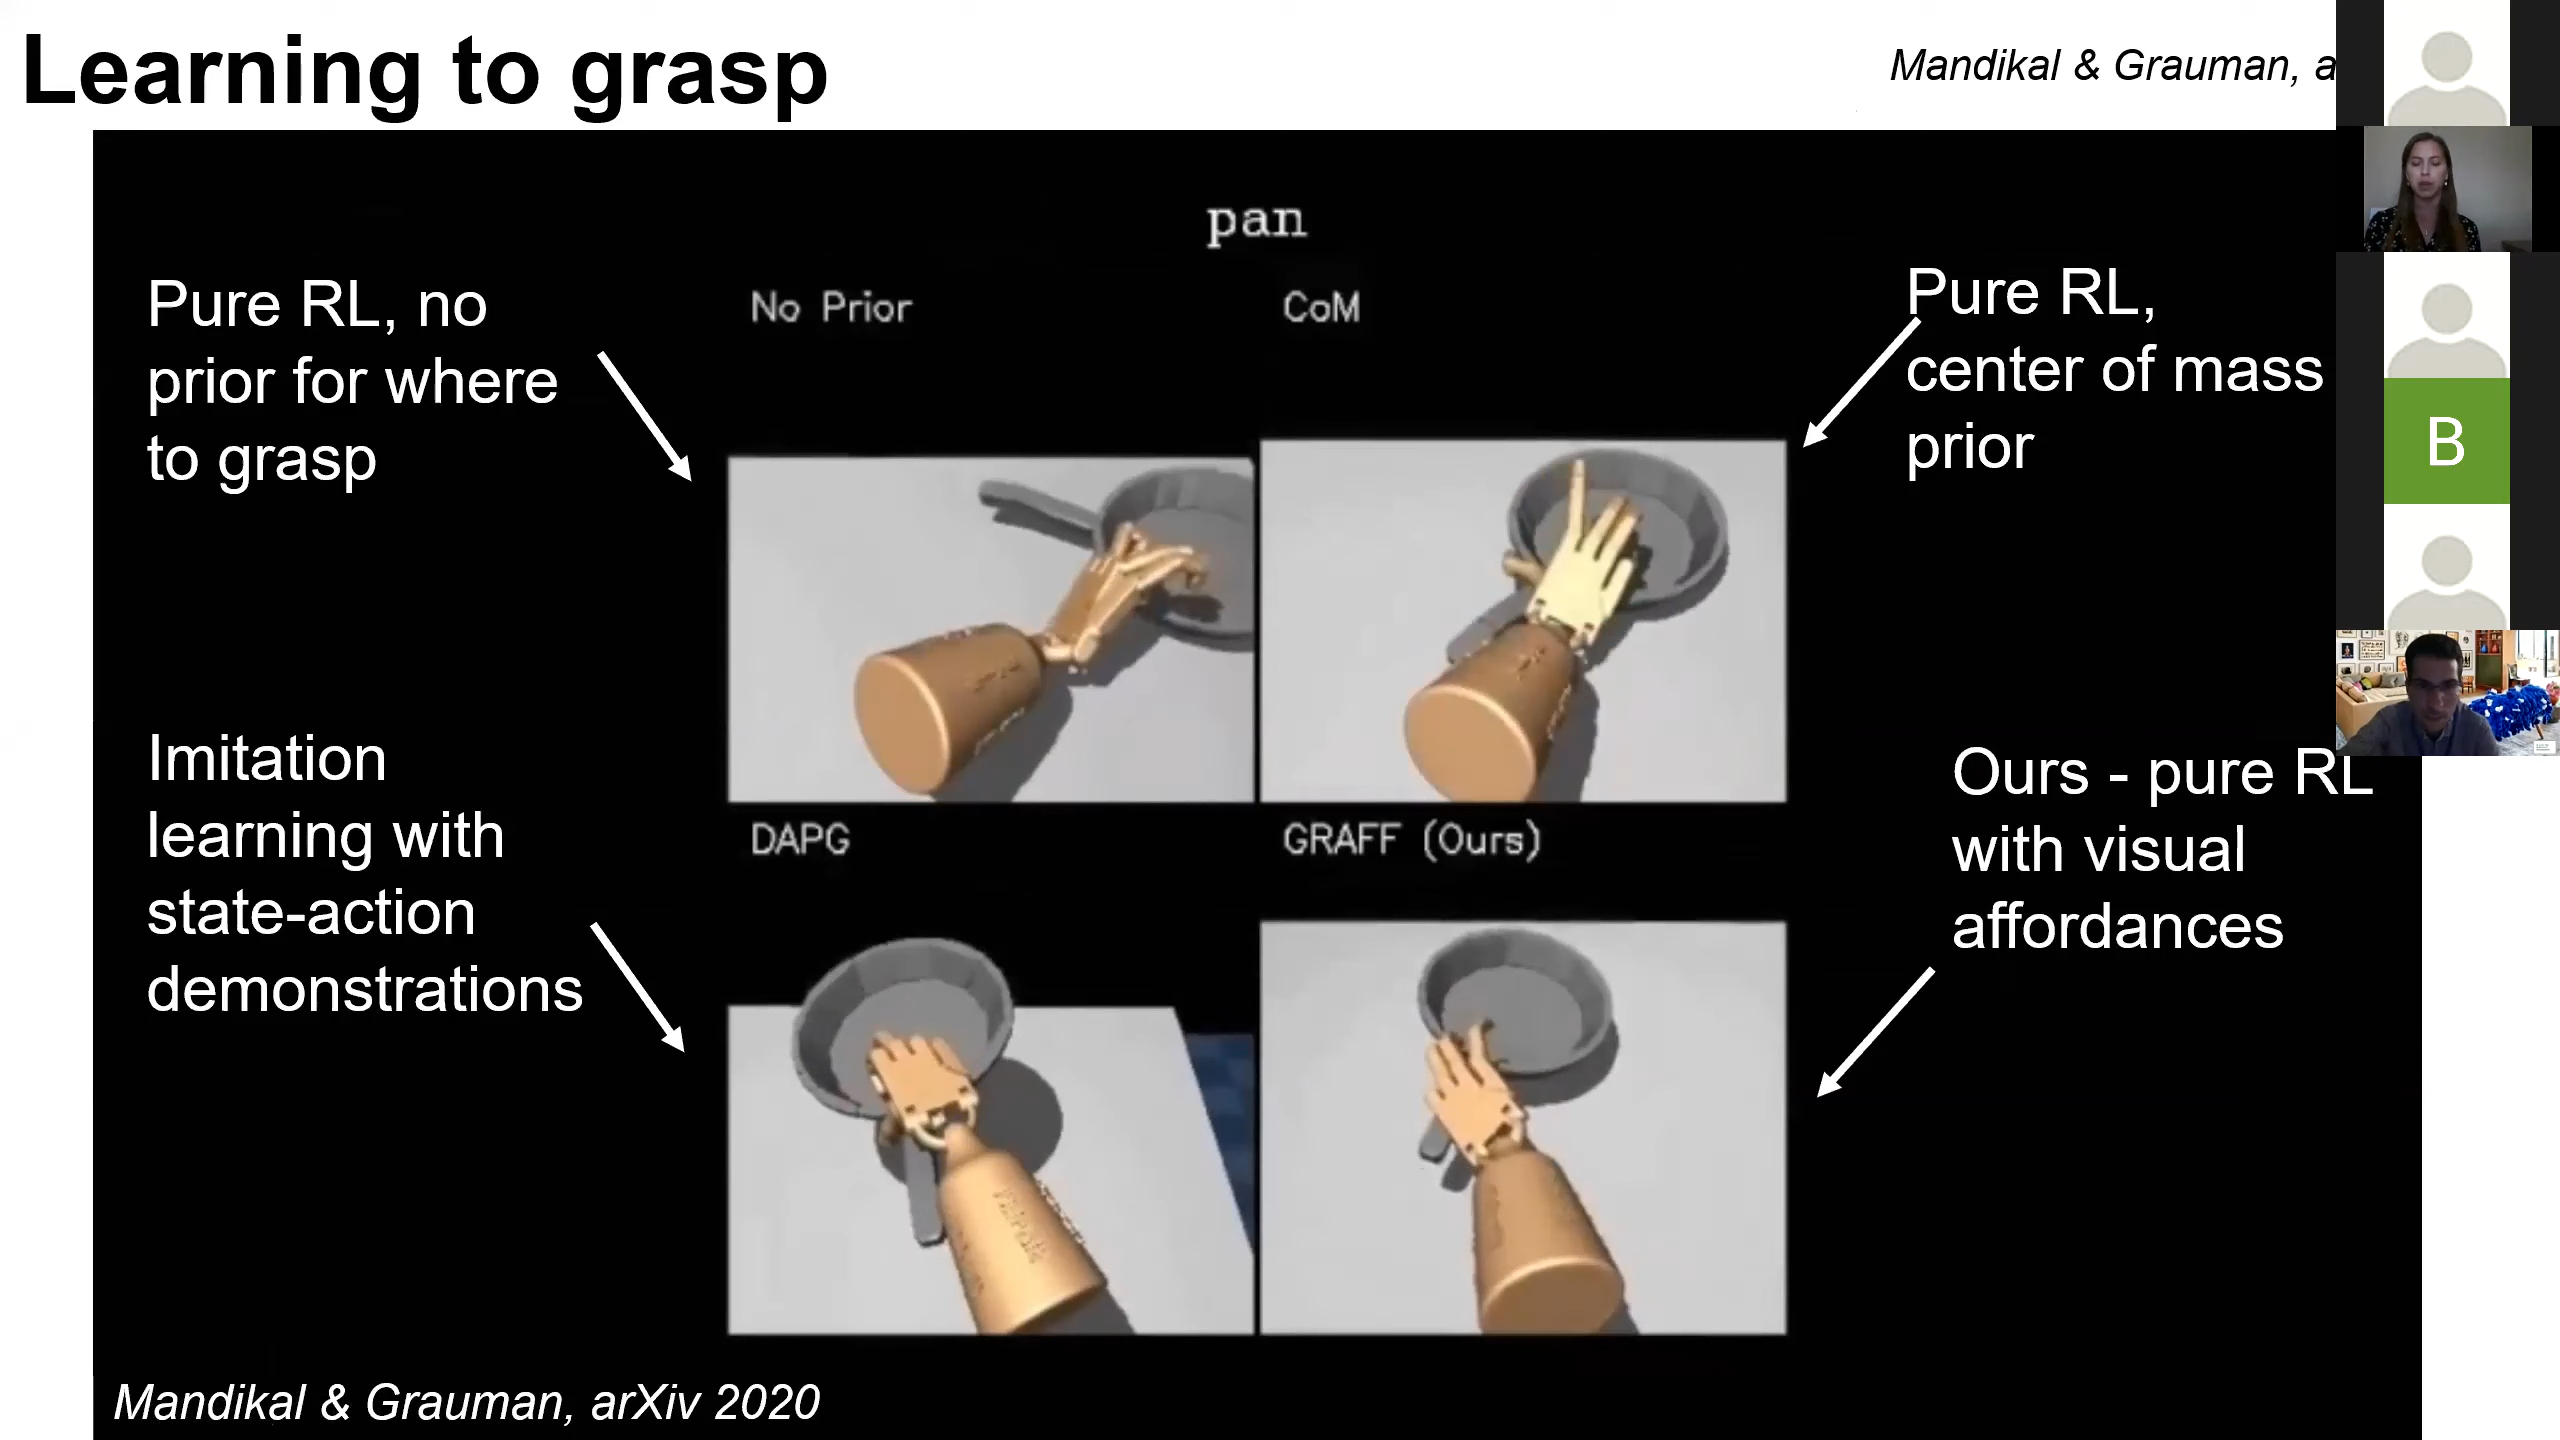 Learning to grasp
Mandikal & Grauman, a
pan
Pure RL, no
prior for where
to grasp
No Prior
CoM
Pure RL,
center of mass
prior
B
Imitation
learning with
state-action
demonstrations
DAPG
GRAFF (Ours)
Ours - pure RL
with visual
affordances
Mandikal & Grauman, arXiv 2020